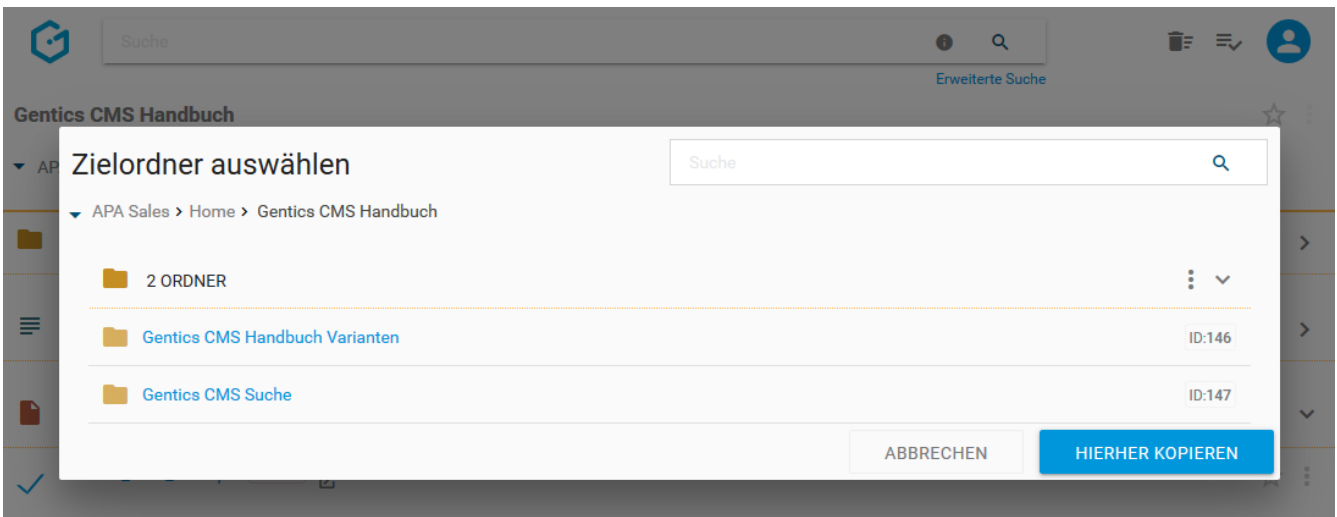 Suche
Erweiterte Suche
Gentics CMS Handbuch
AP
Zielordner auswählen
Suche
APA Sales > Home > Gentics CMS Handbuch
2 ORDNER
Gentics CMS Handbuch Varianten
ID:146
Gentics CMS Suche
ID:147
ABBRECHEN
HIERHER KOPIEREN